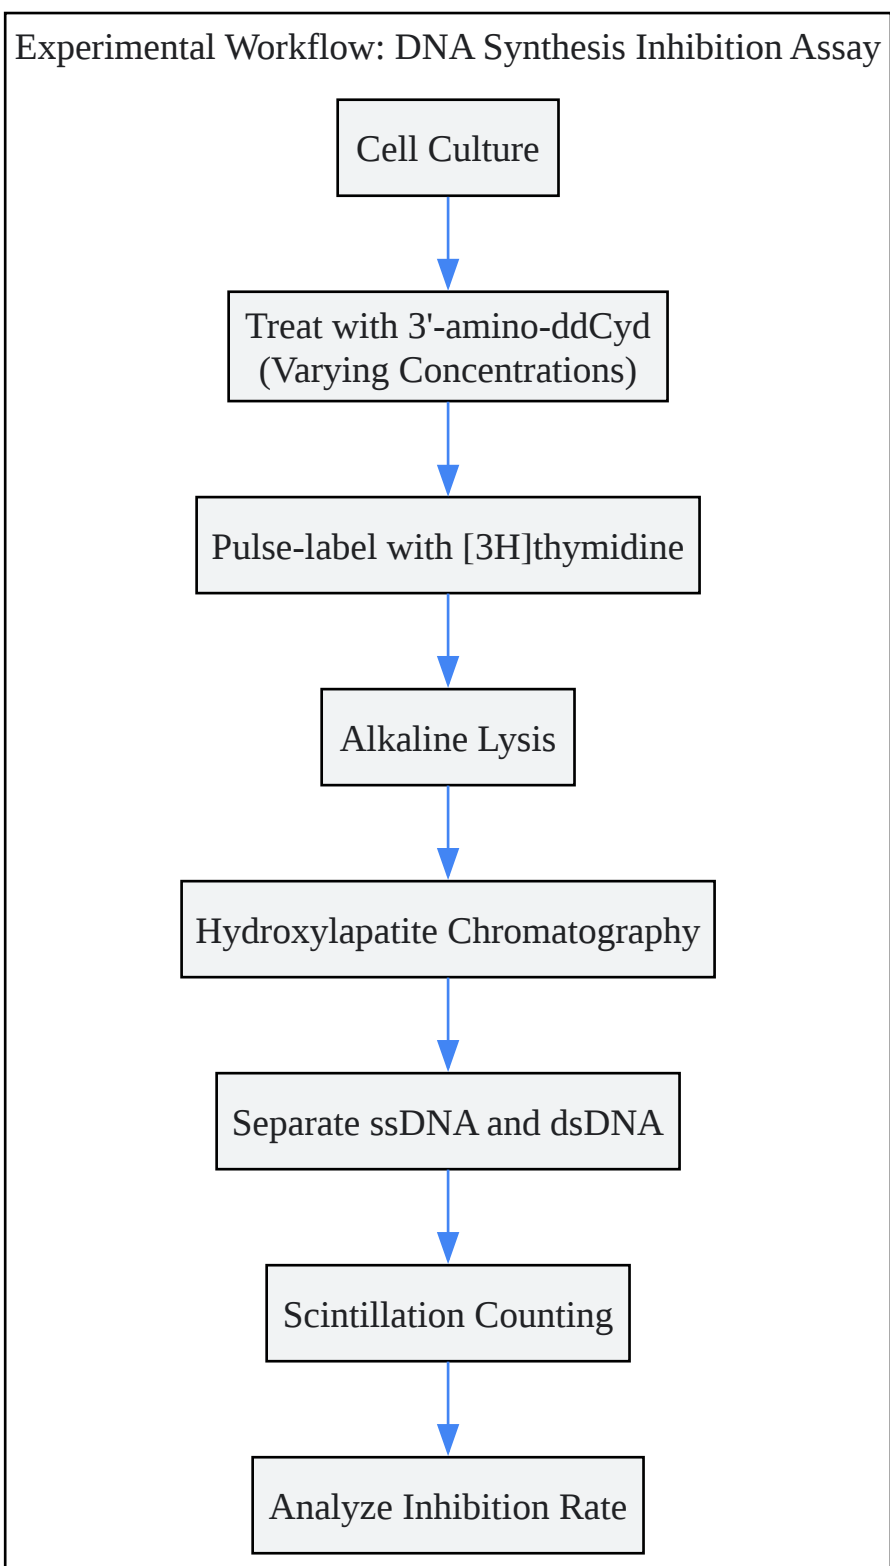 Experimental Workflow: DNA Synthesis Inhibition Assay
Cell Culture
Treat with 3'-amino-ddCyd
(Varying Concentrations)
Pulse-label with [3H]thymidine
Alkaline Lysis
Hydroxylapatite Chromatography
Separate ssDNA and dsDNA
Scintillation Counting
Analyze Inhibition Rate